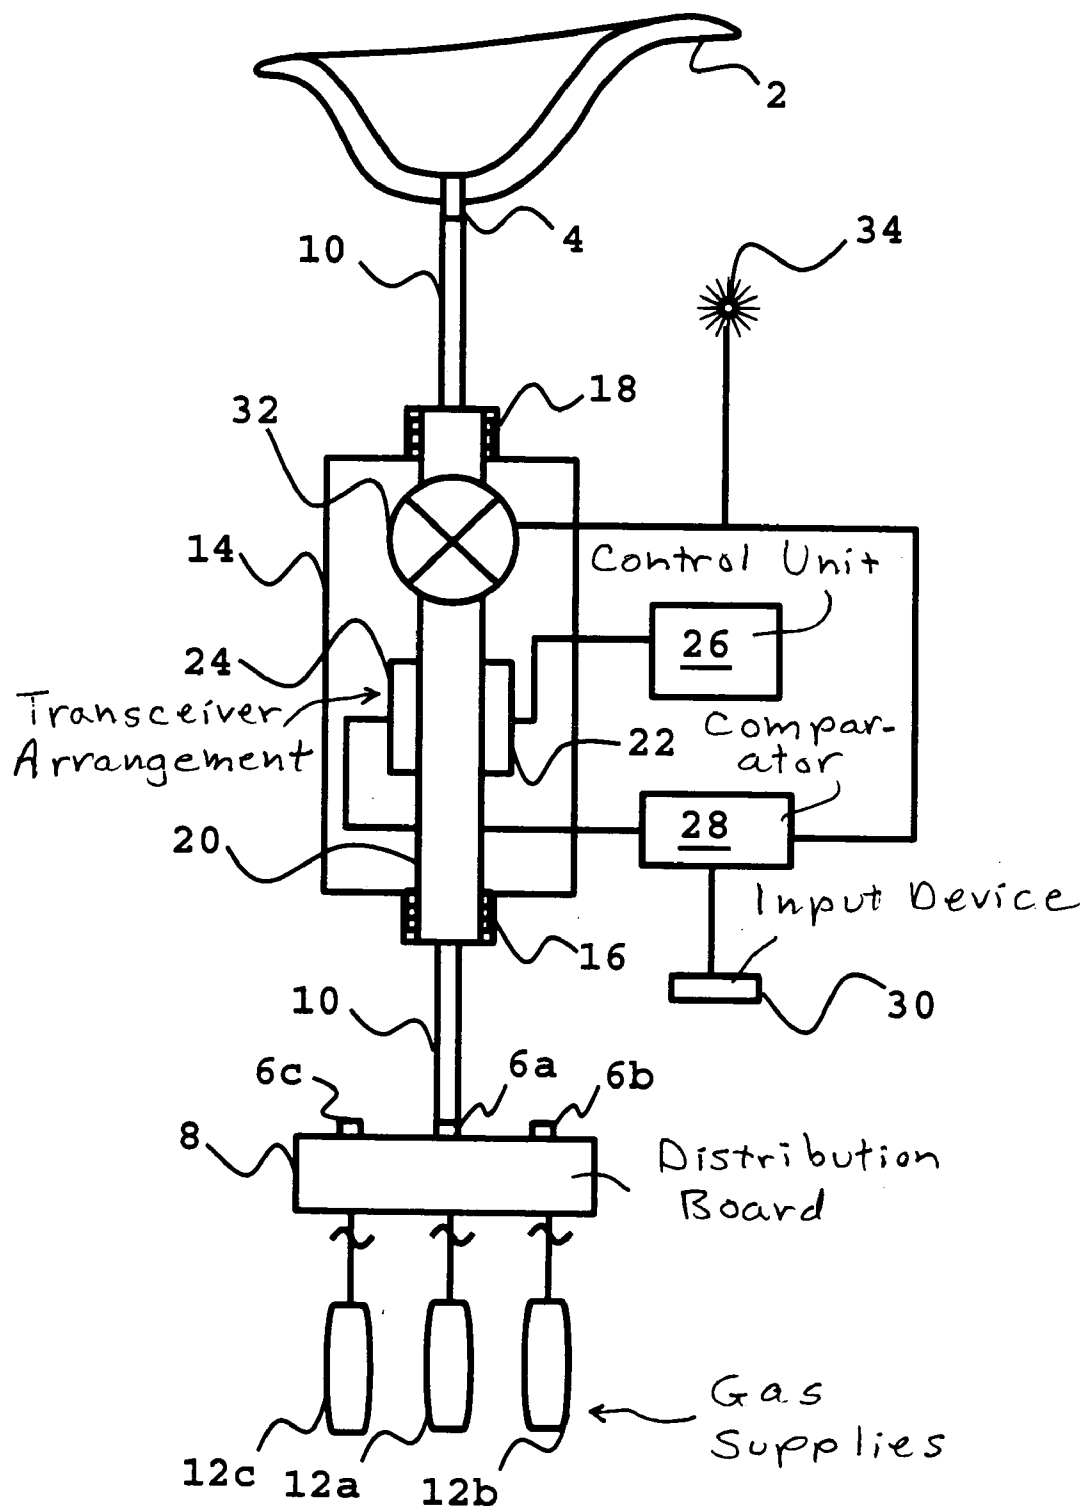 2
4
10
34
18
32
14
Control Unit
26
24
Transceiver
Arrangement
22
Compar-
ator
28
20
Input Device
16
30
10
6c
6a
6b
8
Distribution
Board
Gas
Supplies
12c
12a
12b